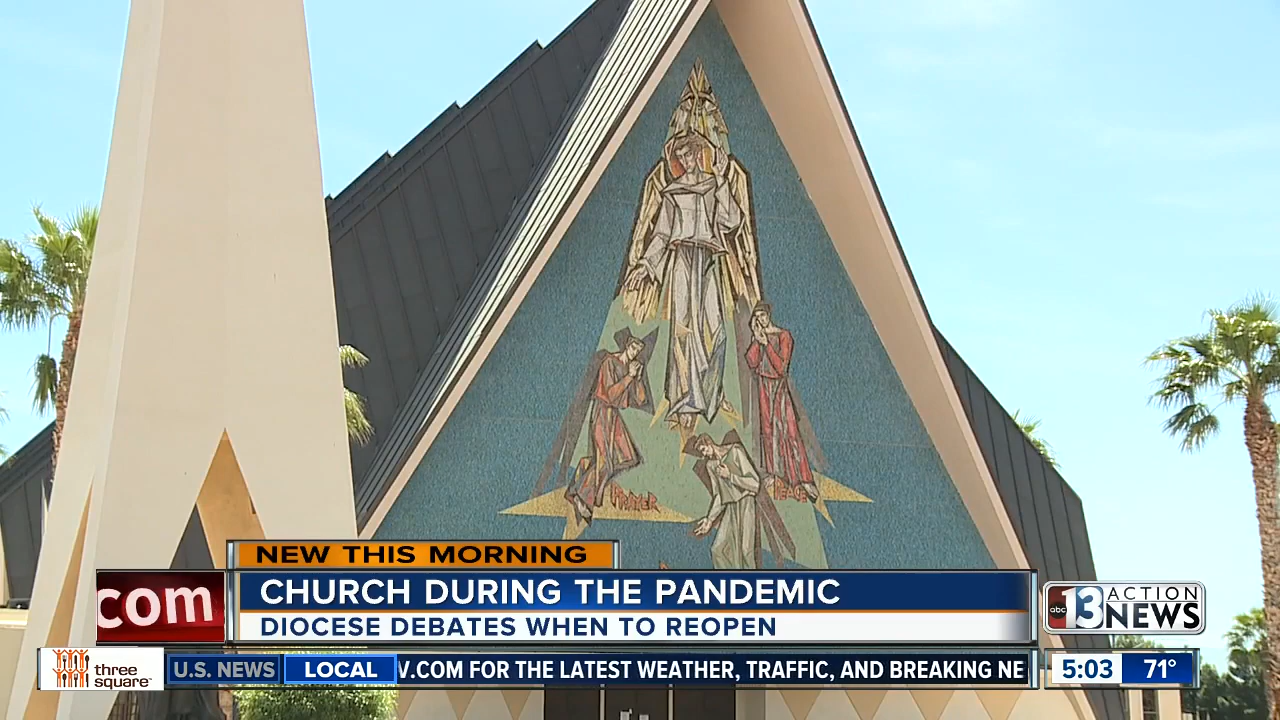 PRAYER
PEACE
NEW THIS MORNING
com
CHURCH DURING THE PANDEMIC
DIOCESE DEBATES WHEN TO REOPEN
abc 13 ACTION NEWS
three square
U.S. NEWS
LOCAL
V.COM FOR THE LATEST WEATHER, TRAFFIC, AND BREAKING NE
5:03
71°